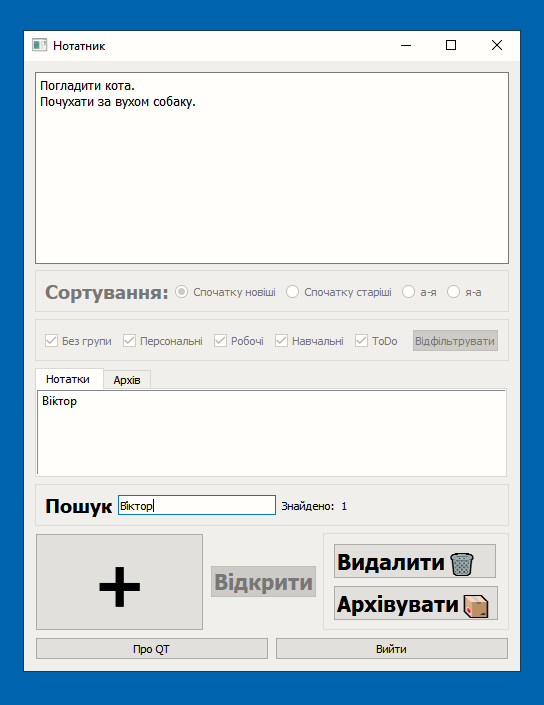 Нотатник
Погладити кота.
Почухати за вухом собаку.
Сортування: Спочатку новіші Спочатку старіші а-я я-а
Без групи Персональні Робочі Навчальні ToDo Відфільтрувати
Нотатки Архів
Віктор
Пошук Віктор Знайдено: 1
+ Відкрити Видалити
Архівувати
Про QT Вийти